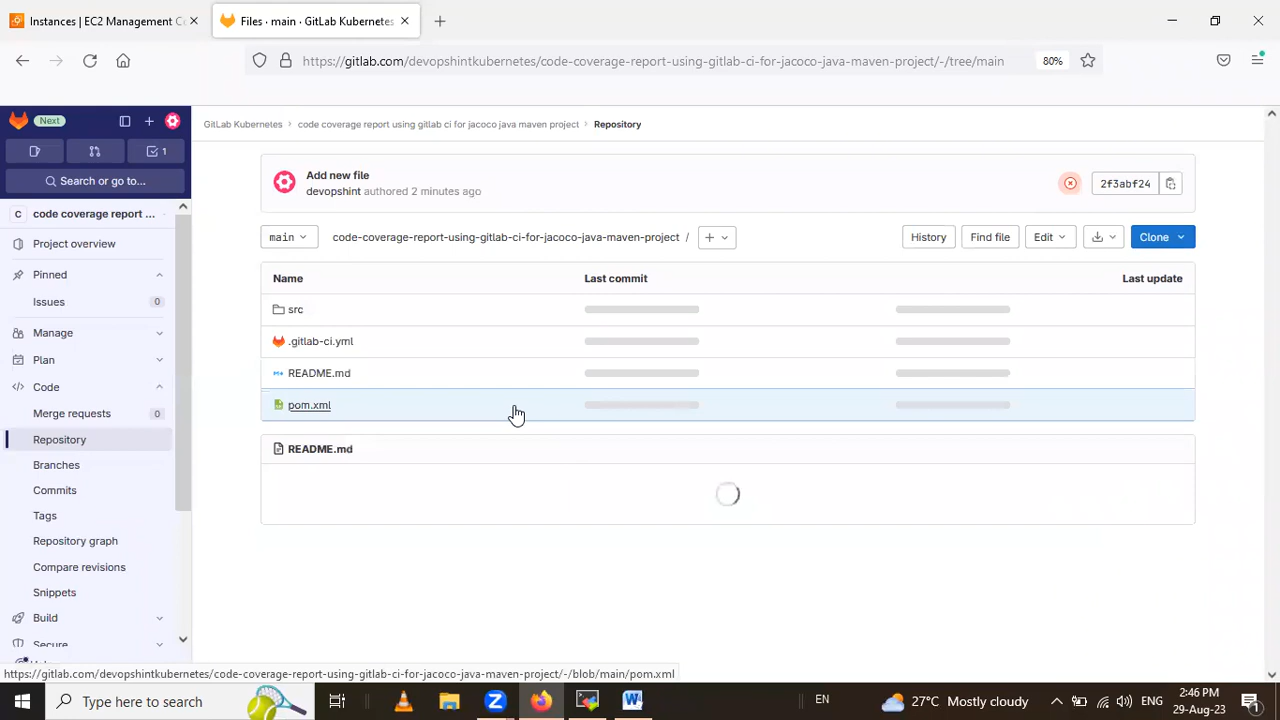 Instances | EC2 Management Co
Files · main · GitLab Kubernetes
https://gitlab.com/devopshintkubernetes/code-coverage-report-using-gitlab-ci-for-jacoco-java-maven-project/-/tree/main
80%
Next
1
Search or go to...
C code coverage report ...
Project overview
Pinned
Issues 0
Manage
Plan
Code
Merge requests 0
Repository
Branches
Commits
Tags
Repository graph
Compare revisions
Snippets
Build
Secure
GitLab Kubernetes > code coverage report using gitlab ci for jacoco java maven project > Repository
Add new file
devopshint authored 2 minutes ago
2f3abf24
main
code-coverage-report-using-gitlab-ci-for-jacoco-java-maven-project / +
History
Find file
Edit
Clone
Name Last commit Last update
src
.gitlab-ci.yml
README.md
pom.xml
README.md
https://gitlab.com/devopshintkubernetes/code-coverage-report-using-gitlab-ci-for-jacoco-java-maven-project/-/blob/main/pom.xml
Type here to search
EN
27°C Mostly cloudy
ENG
2:46 PM
29-Aug-23
1